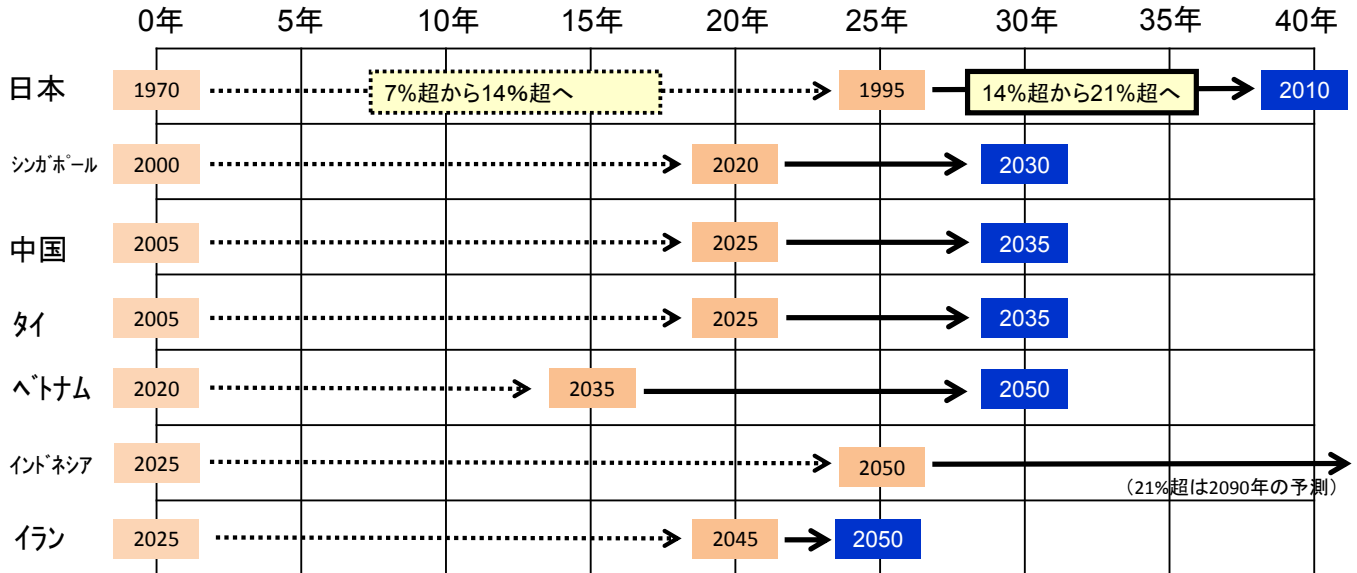 0年 5年 10年 15年 20年 25年 30年 35年 40年
日本 1970 7%超から14%超へ 1995 14%超から21%超へ 2010
ｼﾝｶﾞﾎﾟｰﾙ 2000 2020 2030
中国 2005 2025 2035
ﾀｲ 2005 2025 2035
ﾍﾞﾄﾅﾑ 2020 2035 2050
ｲﾝﾄﾞﾈｼｱ 2025 2050
（21%超は2090年の予測）
ｲﾗﾝ 2025 2045 2050